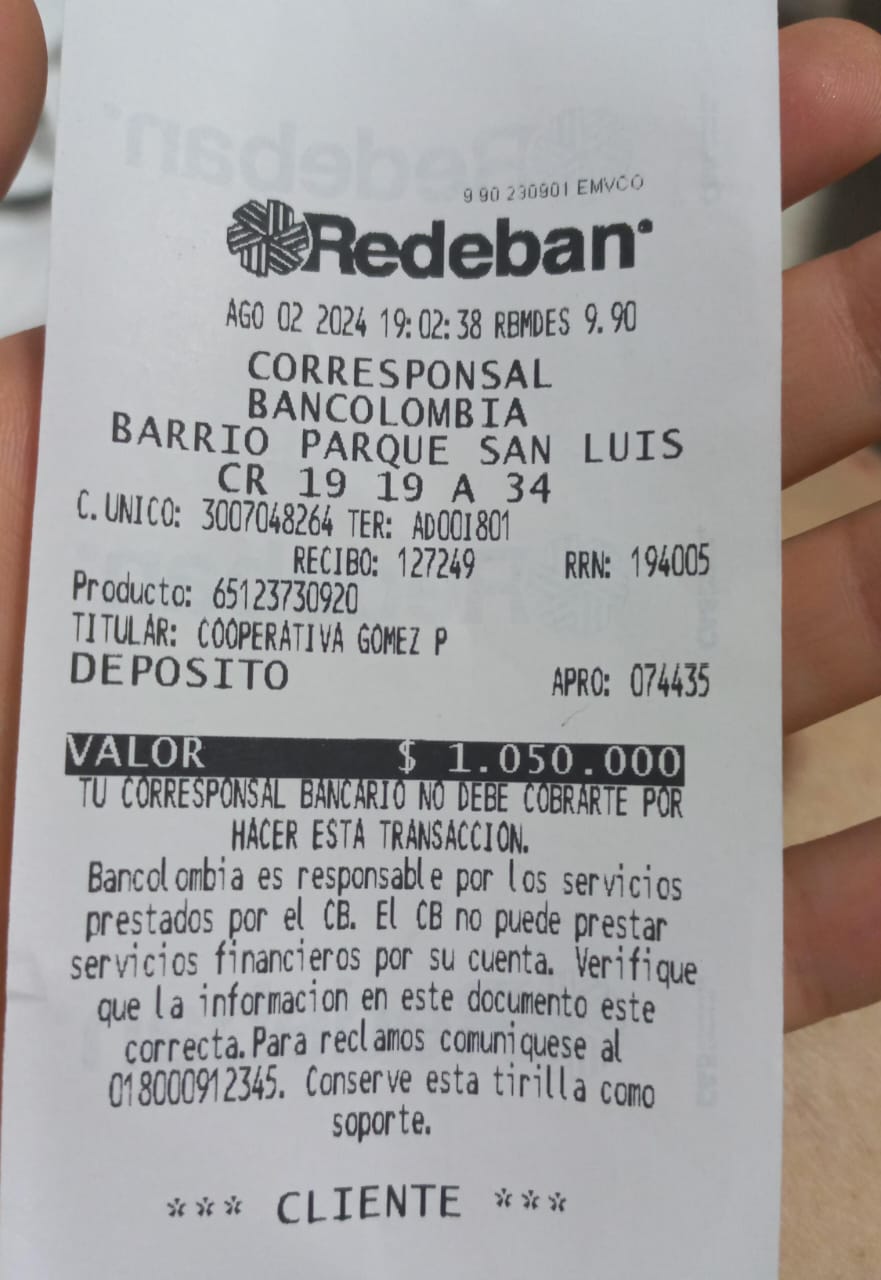 9 90 230901 EMVCO
Redeban
AGO 02 2024 19:02:38 RBMDES 9.90
CORRESPONSAL
BANCOLOMBIA
BARRIO PARQUE SAN LUIS
CR 19 19 A 34
C.UNICO: 3007048264 TER: AD00I801
RECIBO: 127249 RRN: 194005
Producto: 65123730920
TITULAR: COOPERATIVA GOMEZ P
DEPOSITO APRO: 074435
VALOR $ 1.050.000
TU CORRESPONSAL BANCARIO NO DEBE COBRARTE POR
HACER ESTA TRANSACCION.
Bancolombia es responsable por los servicios
prestados por el CB. El CB no puede prestar
servicios financieros por su cuenta. Verifique
que la informacion en este documento este
correcta.Para reclamos comuniquese al
018000912345. Conserve esta tirilla como
soporte.
*** CLIENTE ***